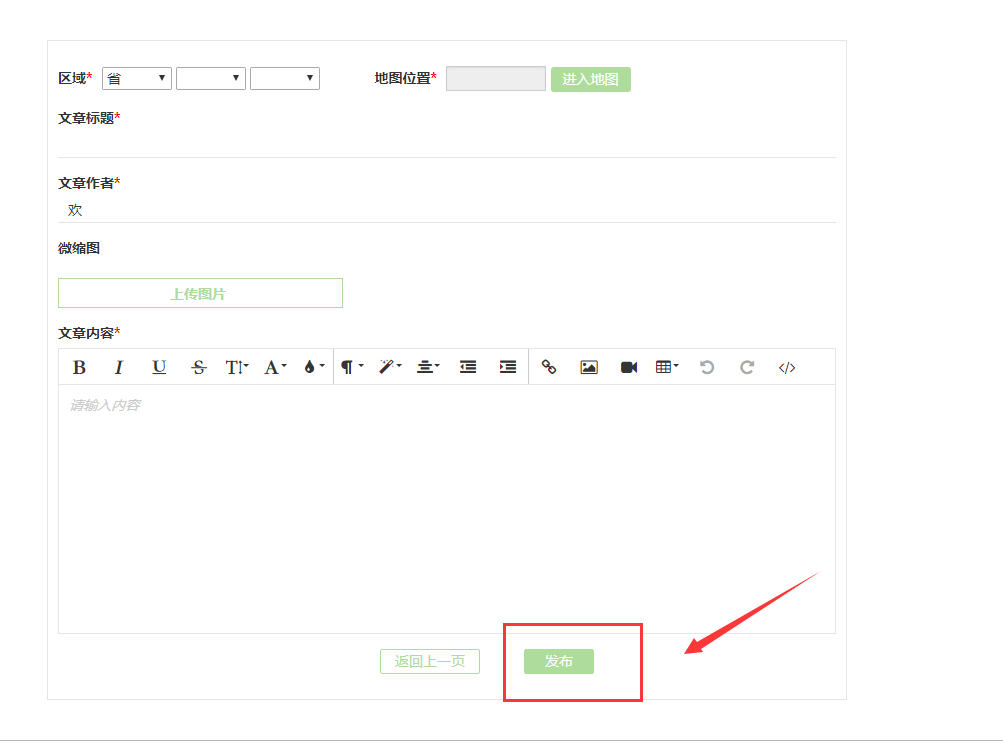 区域* 省 地图位置* 进入地图
文章标题*
文章作者*
欢
微缩图
上传图片
文章内容*
B I U S T A ¶ </>
请输入内容
返回上一页 发布